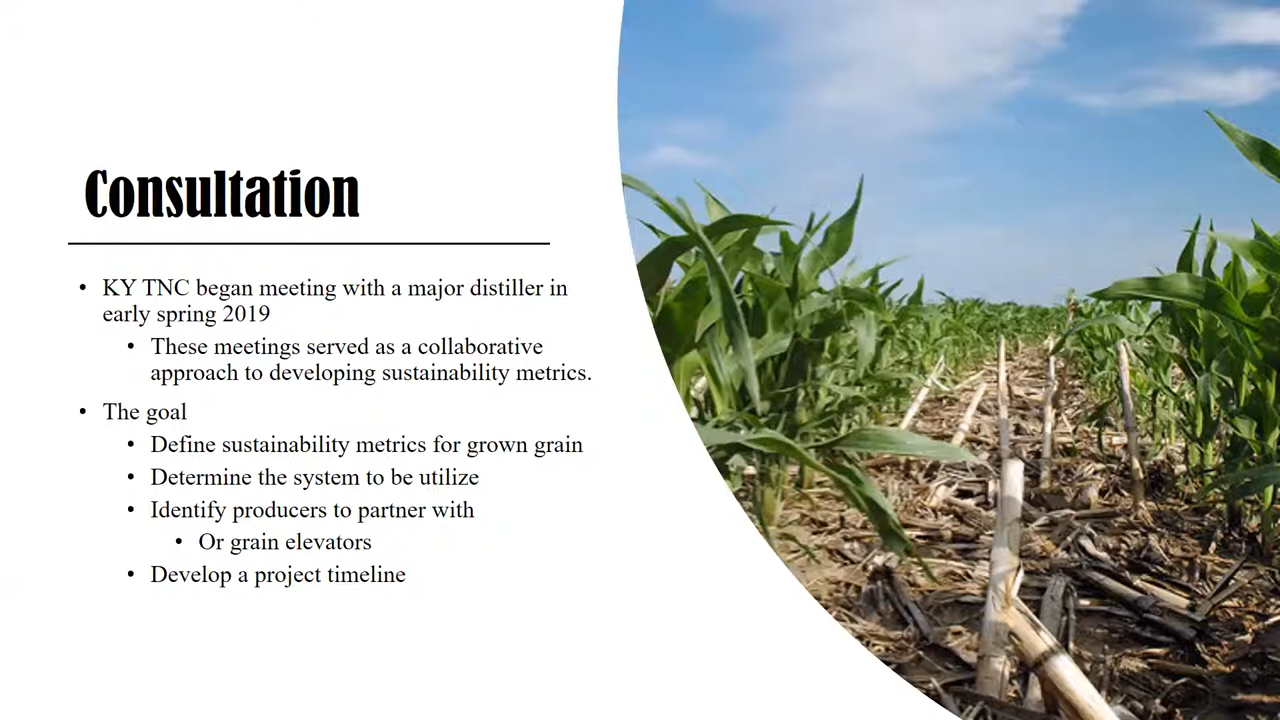 Consultation
• KY TNC began meeting with a major distiller in
early spring 2019
• These meetings served as a collaborative
approach to developing sustainability metrics.
• The goal
• Define sustainability metrics for grown grain
• Determine the system to be utilize
• Identify producers to partner with
• Or grain elevators
• Develop a project timeline